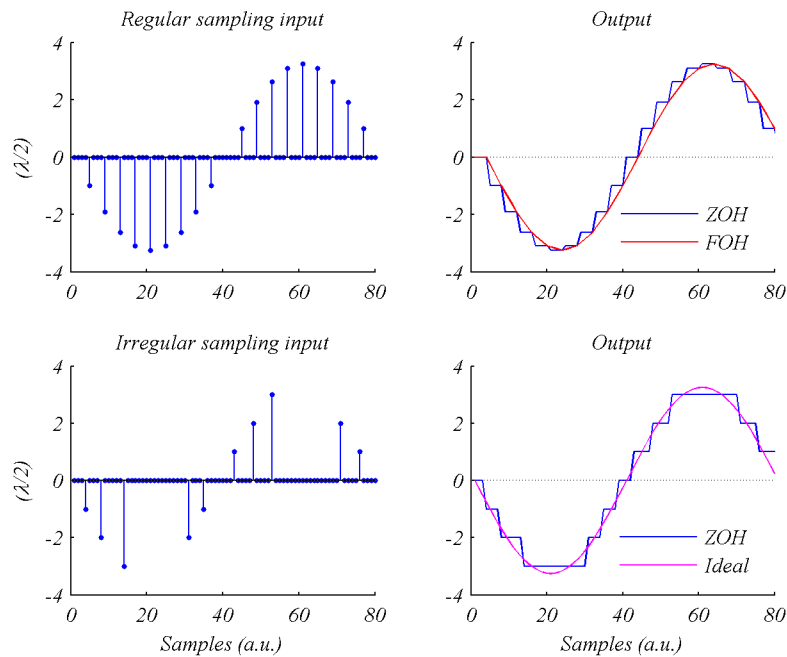 Regular sampling input
Output
4
2
0
-2
-4
(λ/2)
0 20 40 60 80
4
2
0
-2
-4
ZOH
FOH
0 20 40 60 80
Irregular sampling input
Output
4
2
0
-2
-4
(λ/2)
0 20 40 60 80
Samples (a.u.)
4
2
0
-2
-4
ZOH
Ideal
0 20 40 60 80
Samples (a.u.)